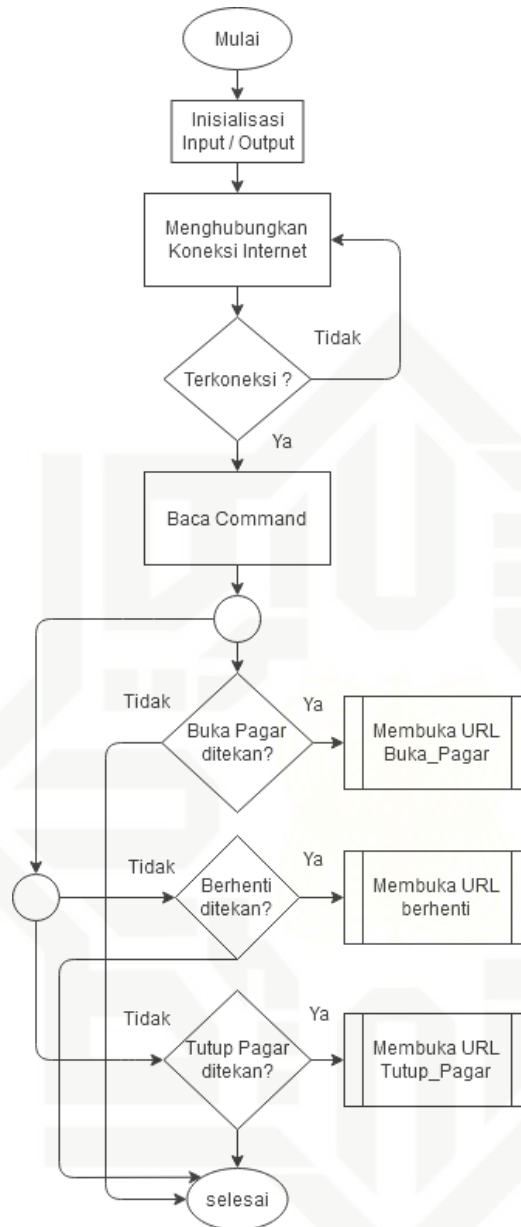 Mulai
Inisialisasi
Input / Output
Menghubungkan
Koneksi Internet
Tidak
Terkoneksi ?
Ya
Baca Command
Tidak
Ya
Buka Pagar
ditekan?
Membuka URL
Buka_Pagar
Tidak
Ya
Berhenti
ditekan?
Membuka URL
berhenti
Tidak
Ya
Tutup Pagar
ditekan?
Membuka URL
Tutup_Pagar
selesai